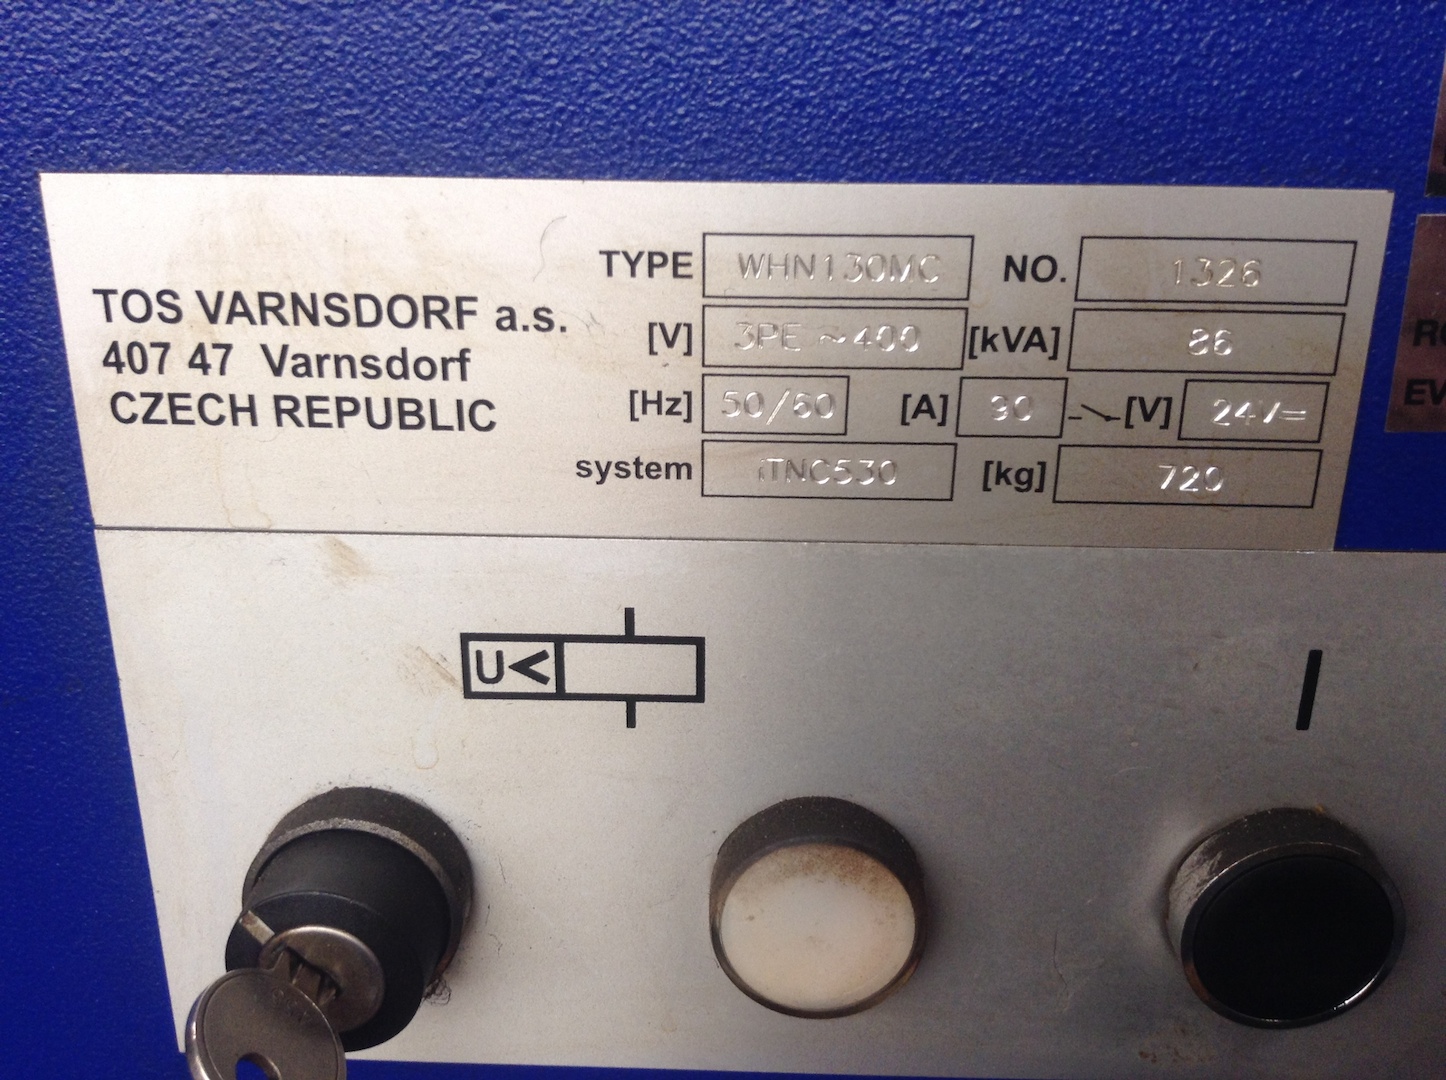 TYPE WHN130MC NO. 1326
TOS VARNSDORF a.s.
407 47 Varnsdorf
CZECH REPUBLIC
[V] 3PE ~400 [kVA] 86
[Hz] 50/60 [A] 90 [V] 24V=
system iTNC530 [kg] 720
U<
I